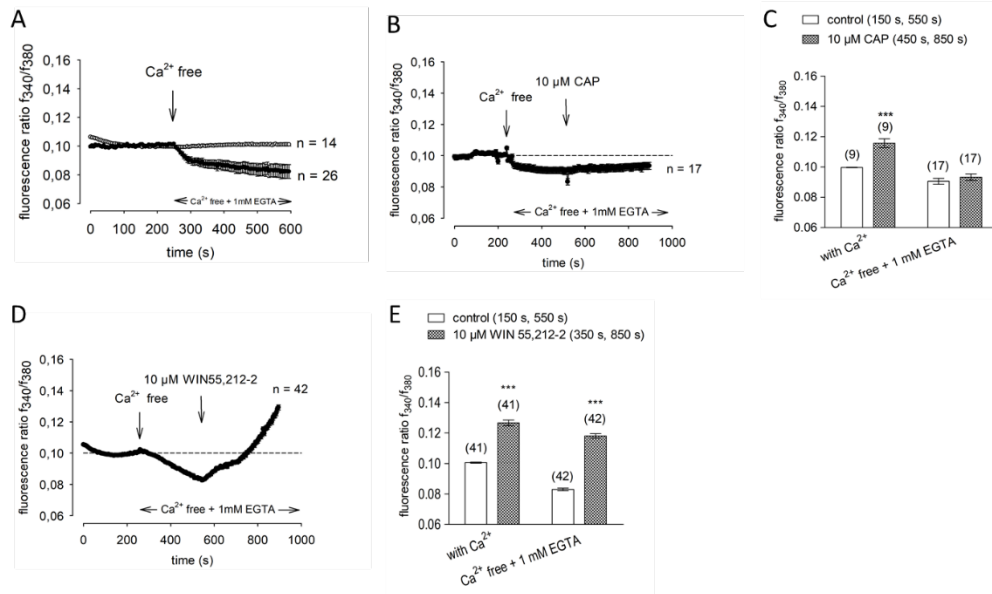 A
fluorescence ratio f340/f380
0,16
0,14
0,12
0,10
0,08
0,06
Ca2+ free
n = 14
n = 26
Ca2+ free + 1mM EGTA
0 100 200 300 400 500 600
time (s)
B
fluorescence ratio f340/f380
0,16
0,14
0,12
0,10
0,08
0,06
10 µM CAP
Ca2+ free
n = 17
Ca2+ free + 1mM EGTA
0 200 400 600 800 1000
time (s)
C
control (150 s, 550 s)
10 µM CAP (450 s, 850 s)
fluorescence ratio f340/f380
0.16
0.14
0.12
0.10
0.08
0.06
***
(9)
(9)
(17)
(17)
with Ca2+
Ca2+ free + 1 mM EGTA
D
fluorescence ratio f340/f380
0,16
0,14
0,12
0,10
0,08
0,06
10 µM WIN55,212-2
n = 42
Ca2+ free
Ca2+ free + 1mM EGTA
0 200 400 600 800 1000
time (s)
E
control (150 s, 550 s)
10 µM WIN 55,212-2 (350 s, 850 s)
fluorescence ratio f340/f380
0.16
0.14
0.12
0.10
0.08
0.06
***
(41)
(41)
***
(42)
(42)
with Ca2+
Ca2+ free + 1 mM EGTA